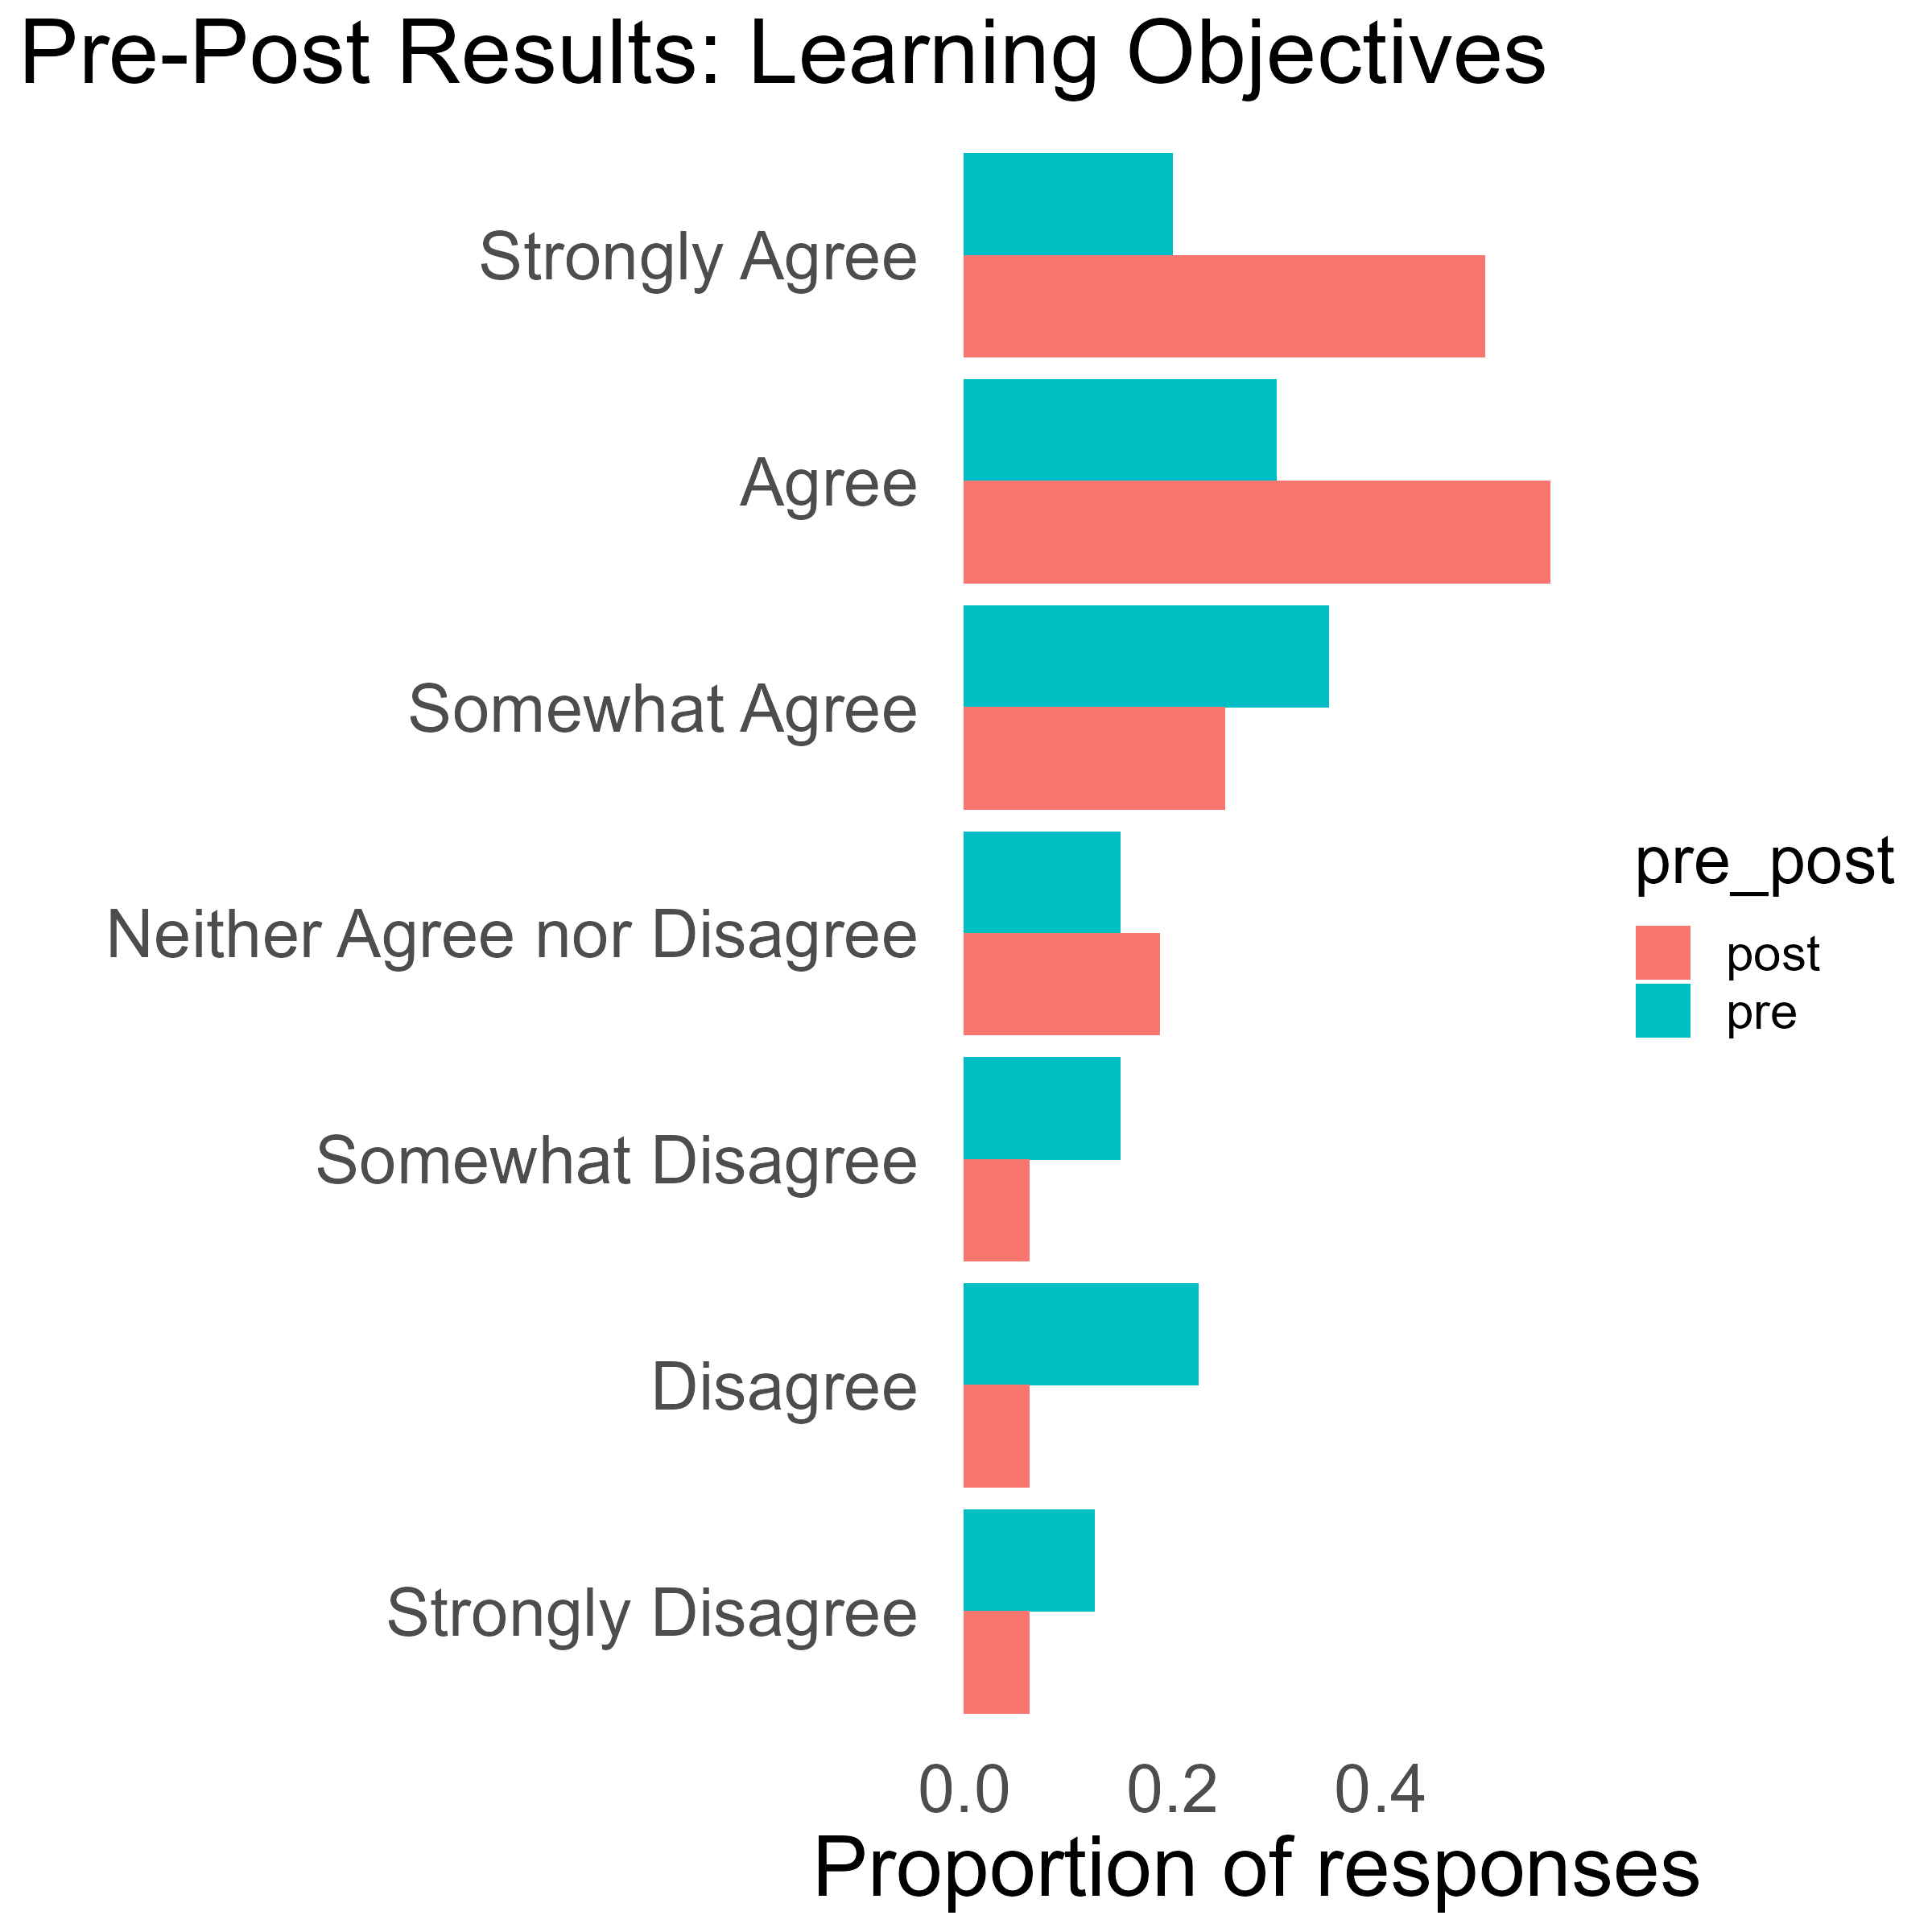 Pre-Post Results: Learning Objectives
Strongly Agree
Agree
Somewhat Agree
Neither Agree nor Disagree
Somewhat Disagree
Disagree
Strongly Disagree
0.0 0.2 0.4
Proportion of responses
pre_post
post
pre